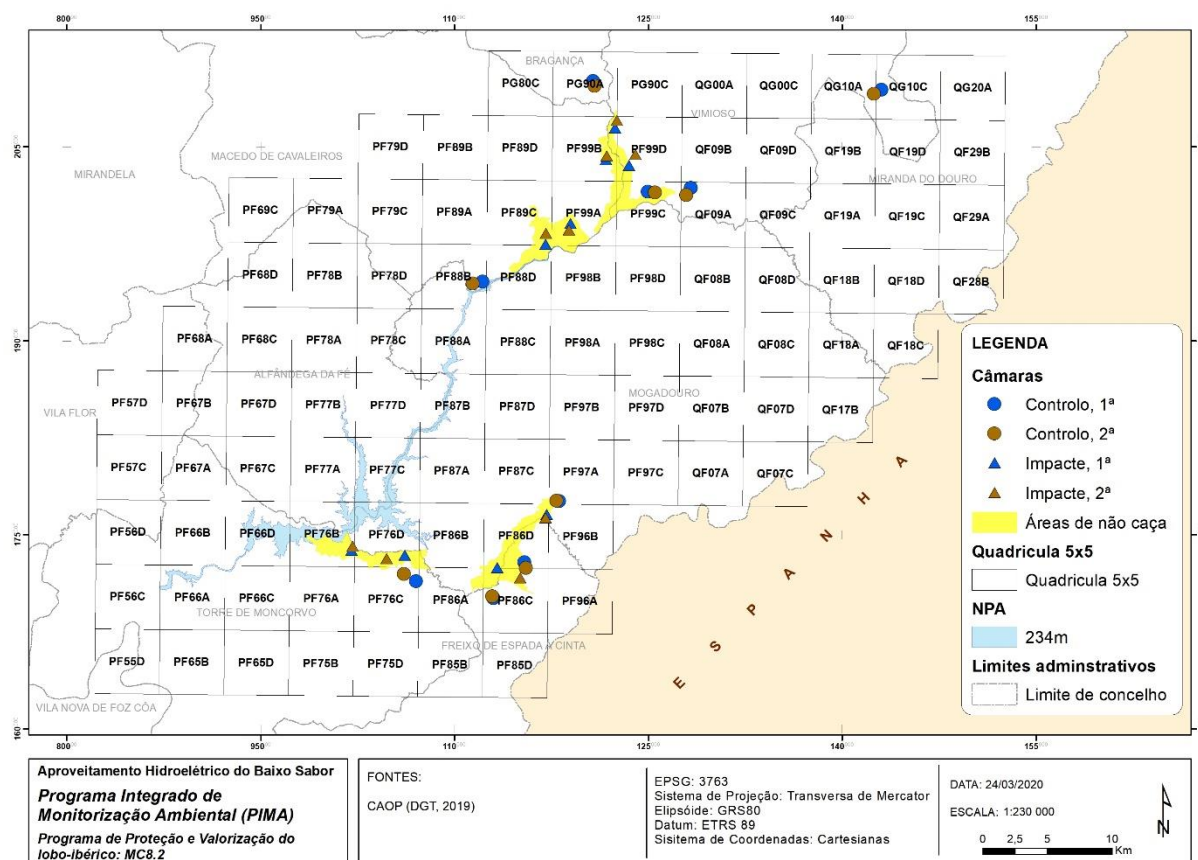 800 950 110 125 140 155
BRAGANÇA
PG80C PG90A PG90C QG00A QG00C QG10A QG10C QG20A
VIMIOSO
205 205
MACEDO DE CAVALEIROS
PF79D PF89B PF89D PF99B PF99D QF09B QF09D QF19B QF19D QF29B
MIRANDELA
MIRANDA DO DOURO
PF69C PF79A PF79C PF89A PF89C PF99A PF99C QF09A QF09C QF19A QF19C QF29A
PF68D PF78B PF78D PF88B PF88D PF98B PF98D QF08B QF08D QF18B QF18D QF28B
190 190
PF68A PF68C PF78A PF78C PF88A PF88C PF98A PF98C QF08A QF08C QF18A QF18C
ALFÂNDEGA DA FÉ
MOGADOURO
VILA FLOR
PF57D PF67B PF67D PF77B PF77D PF87B PF87D PF97B PF97D QF07B QF07D QF17B
PF57C PF67A PF67C PF77A PF77C PF87A PF87C PF97A PF97C QF07A QF07C
175 175
PF56D PF66B PF66D PF76B PF76D PF86B PF86D PF96B
PF56C PF66A PF66C PF76A PF76C PF86A PF86C PF96A
TORRE DE MONCORVO
FREIXO DE ESPADA À CINTA
PF55D PF65B PF65D PF75B PF75D PF85B PF85D
VILA NOVA DE FOZ CÔA
160 160
800 950 110 125 140 155
ESPANHA
LEGENDA
Câmaras
Controlo, 1ª
Controlo, 2ª
Impacte, 1ª
Impacte, 2ª
Áreas de não caça
Quadricula 5x5
Quadricula 5x5
NPA
234m
Limites adminstrativos
Limite de concelho
Aproveitamento Hidroelétrico do Baixo Sabor
Programa Integrado de
Monitorização Ambiental (PIMA)
Programa de Proteção e Valorização do
lobo-ibérico: MC8.2
FONTES:
CAOP (DGT, 2019)
EPSG: 3763
Sistema de Projeção: Transversa de Mercator
Elipsóide: GRS80
Datum: ETRS 89
Sisitema de Coordenadas: Cartesianas
DATA: 24/03/2020
ESCALA: 1:230 000
0 2,5 5 10
Km
N